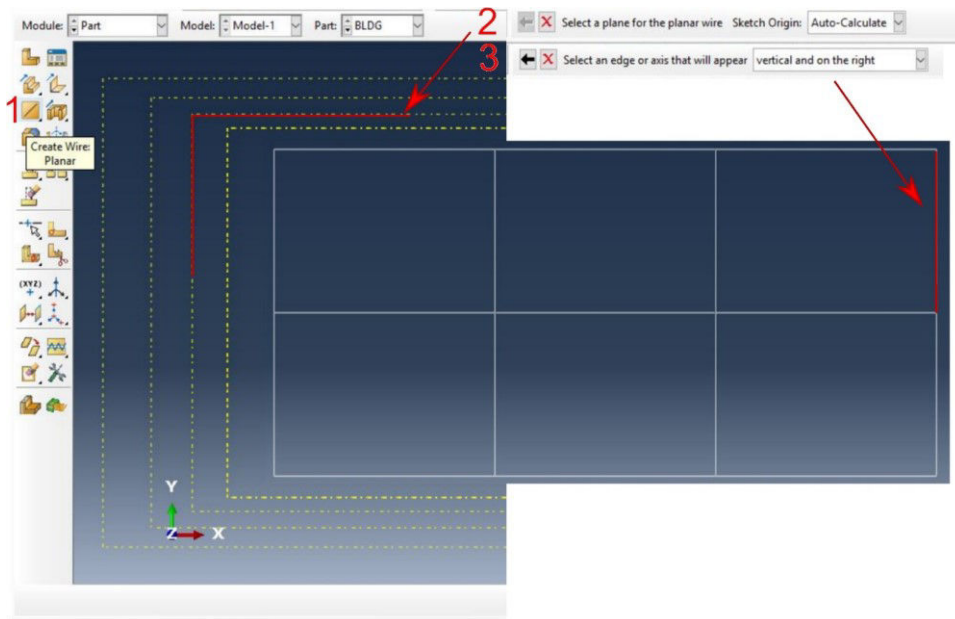 Module: Part Model: Model-1 Part: BLDG
2
Select a plane for the planar wire Sketch Origin: Auto-Calculate
3
Select an edge or axis that will appear vertical and on the right
1
Create Wire:
Planar
(XYZ)
Y
Z X